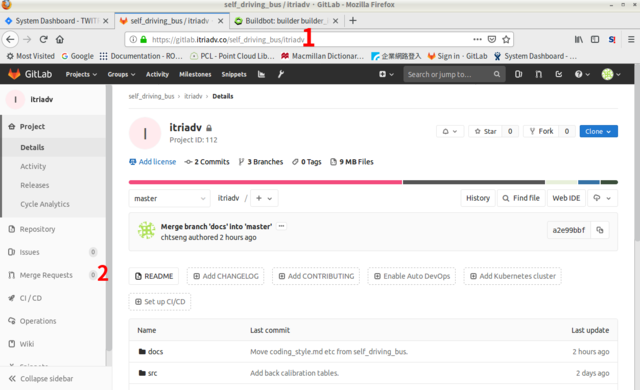 self_driving_bus / itriadv · GitLab - Mozilla Firefox
System Dashboard - TWIT
self_driving_bus / itriadv
Buildbot: builder builder_
https://gitlab.itriadv.co/self_driving_bus/itriadv
1
Most Visited
Google
Documentation - RO...
PCL - Point Cloud Lib...
Macmillan Dictionar...
企業網路登入
Sign in · GitLab
System Dashboard - ...
GitLab
Projects
Groups
Activity
Milestones
Snippets
Search or jump to...
I
itriadv
Project
Details
Activity
Releases
Cycle Analytics
Repository
Issues
0
Merge Requests
0
2
CI / CD
Operations
Wiki
<< Collapse sidebar
self_driving_bus > itriadv > Details
I
itriadv
Project ID: 112
Star
0
Fork
0
Clone
Add license
2 Commits
3 Branches
0 Tags
9 MB Files
master
itriadv / +
History
Find file
Web IDE
Merge branch 'docs' into 'master' ...
chtseng authored 2 hours ago
a2e99bbf
README
Add CHANGELOG
Add CONTRIBUTING
Enable Auto DevOps
Add Kubernetes cluster
Set up CI/CD
Name
Last commit
Last update
docs
Move coding_style.md etc from self_driving_bus.
2 hours ago
src
Add back calibration tables.
2 days ago